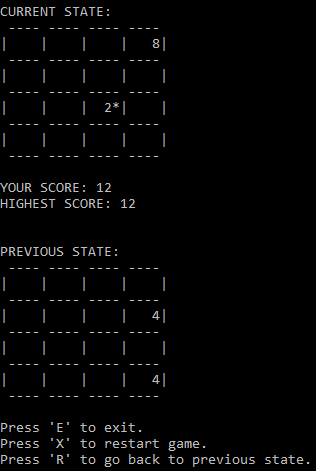 CURRENT STATE:
 ---- ---- ---- ----
|    |    |    |   8|
 ---- ---- ---- ----
|    |    |    |    |
 ---- ---- ---- ----
|    |    |  2*|    |
 ---- ---- ---- ----
|    |    |    |    |
 ---- ---- ---- ----
YOUR SCORE: 12
HIGHEST SCORE: 12
PREVIOUS STATE:
 ---- ---- ---- ----
|    |    |    |    |
 ---- ---- ---- ----
|    |    |    |   4|
 ---- ---- ---- ----
|    |    |    |    |
 ---- ---- ---- ----
|    |    |    |   4|
 ---- ---- ---- ----
Press 'E' to exit.
Press 'X' to restart game.
Press 'R' to go back to previous state.